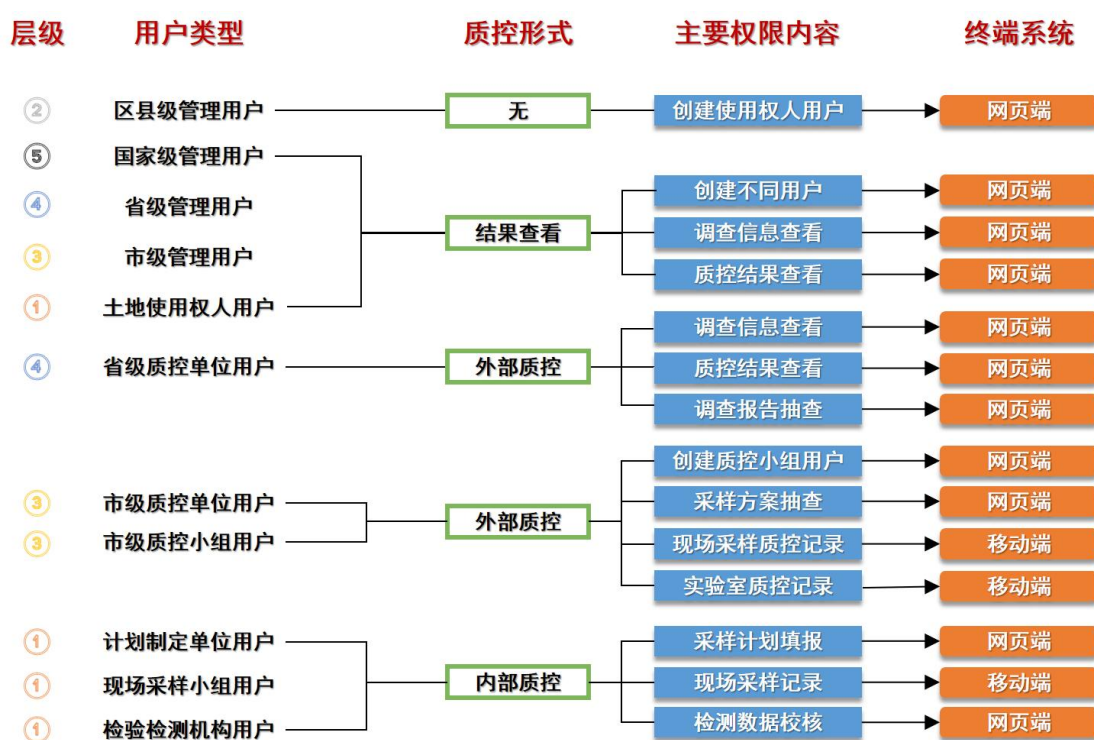 层级 用户类型 质控形式 主要权限内容 终端系统
② 区县级管理用户 无 创建使用权人用户 网页端
⑤ 国家级管理用户
④ 省级管理用户 创建不同用户 网页端
结果查看 调查信息查看 网页端
③ 市级管理用户 质控结果查看 网页端
① 土地使用权人用户
调查信息查看 网页端
④ 省级质控单位用户 外部质控 质控结果查看 网页端
调查报告抽查 网页端
创建质控小组用户 网页端
③ 市级质控单位用户 采样方案抽查 网页端
外部质控
③ 市级质控小组用户 现场采样质控记录 移动端
实验室质控记录 移动端
① 计划制定单位用户 采样计划填报 网页端
① 现场采样小组用户 内部质控 现场采样记录 移动端
① 检验检测机构用户 检测数据校核 网页端